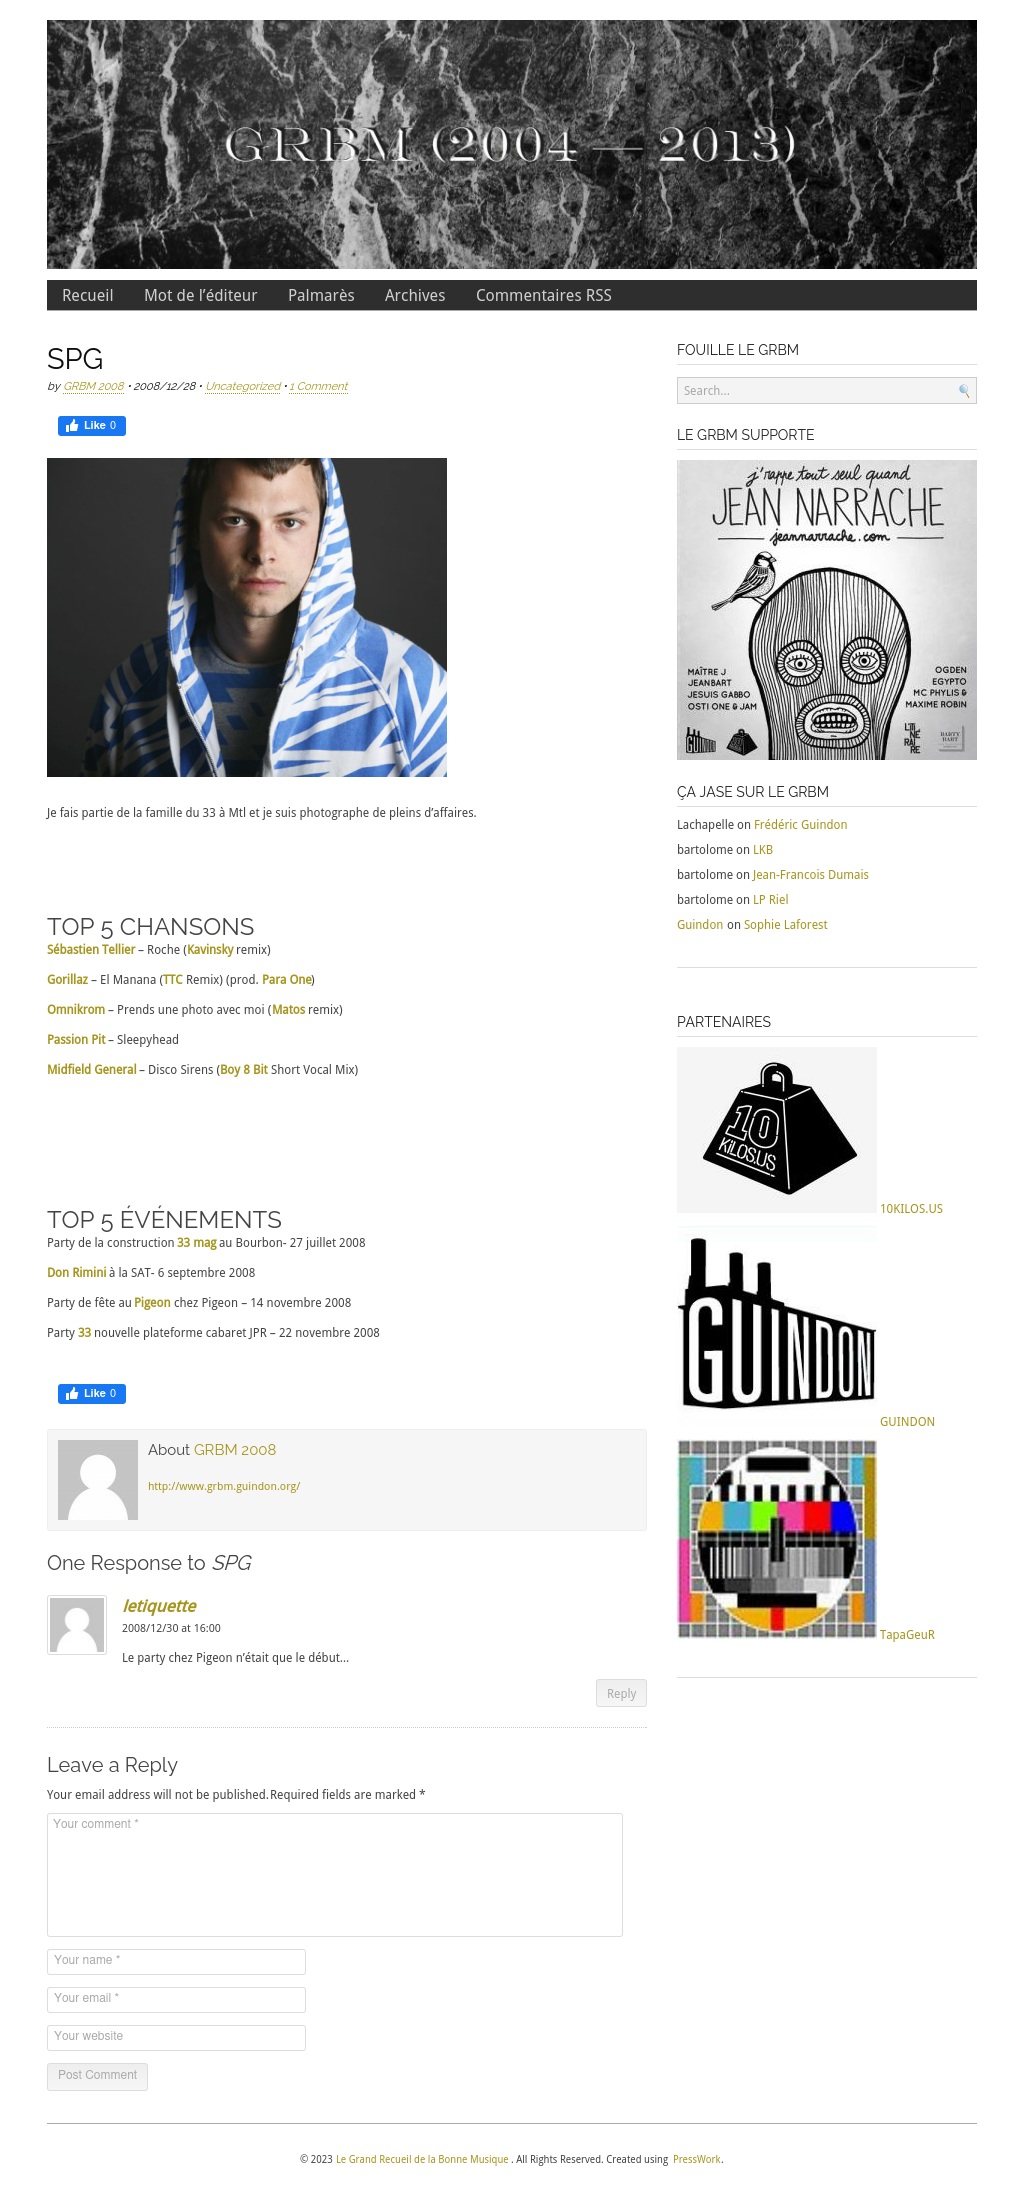 GRBM (2004 — 2013)
Recueil Mot de l’éditeur Palmarès Archives Commentaires RSS
SPG
by GRBM 2008 • 2008/12/28 • Uncategorized • 1 Comment
Like 0
Je fais partie de la famille du 33 à Mtl et je suis photographe de pleins d’affaires.
TOP 5 CHANSONS
Sébastien Tellier – Roche (Kavinsky remix)
Gorillaz – El Manana (TTC Remix) (prod. Para One)
Omnikrom – Prends une photo avec moi (Matos remix)
Passion Pit – Sleepyhead
Midfield General – Disco Sirens (Boy 8 Bit Short Vocal Mix)
TOP 5 ÉVÉNEMENTS
Party de la construction 33 mag au Bourbon- 27 juillet 2008
Don Rimini à la SAT- 6 septembre 2008
Party de fête au Pigeon chez Pigeon – 14 novembre 2008
Party 33 nouvelle plateforme cabaret JPR – 22 novembre 2008
Like 0
About GRBM 2008
http://www.grbm.guindon.org/
One Response to SPG
letiquette
2008/12/30 at 16:00
Le party chez Pigeon n’était que le début…
Reply
Leave a Reply
Your email address will not be published.Required fields are marked *
Your comment *
Your name *
Your email *
Your website
Post Comment
FOUILLE LE GRBM
Search...
LE GRBM SUPPORTE
j'rappe tout seul quand
JEAN NARRACHE
jeannarrache.com
MAÎTRE J
JEANBART
JESUIS GABBO
OSTI ONE & JAM
OGDEN
EGYPTO
MC PHYLIS &
MAXIME ROBIN
GUINDON
L'ITI
NÉ
RAI
RE
BARTY
HART
ÇA JASE SUR LE GRBM
Lachapelle on Frédéric Guindon
bartolome on LKB
bartolome on Jean-Francois Dumais
bartolome on LP Riel
Guindon on Sophie Laforest
PARTENAIRES
10
KILOS.US
10KILOS.US
GUINDON
GUINDON
TapaGeuR
© 2023 Le Grand Recueil de la Bonne Musique . All Rights Reserved. Created using PressWork.